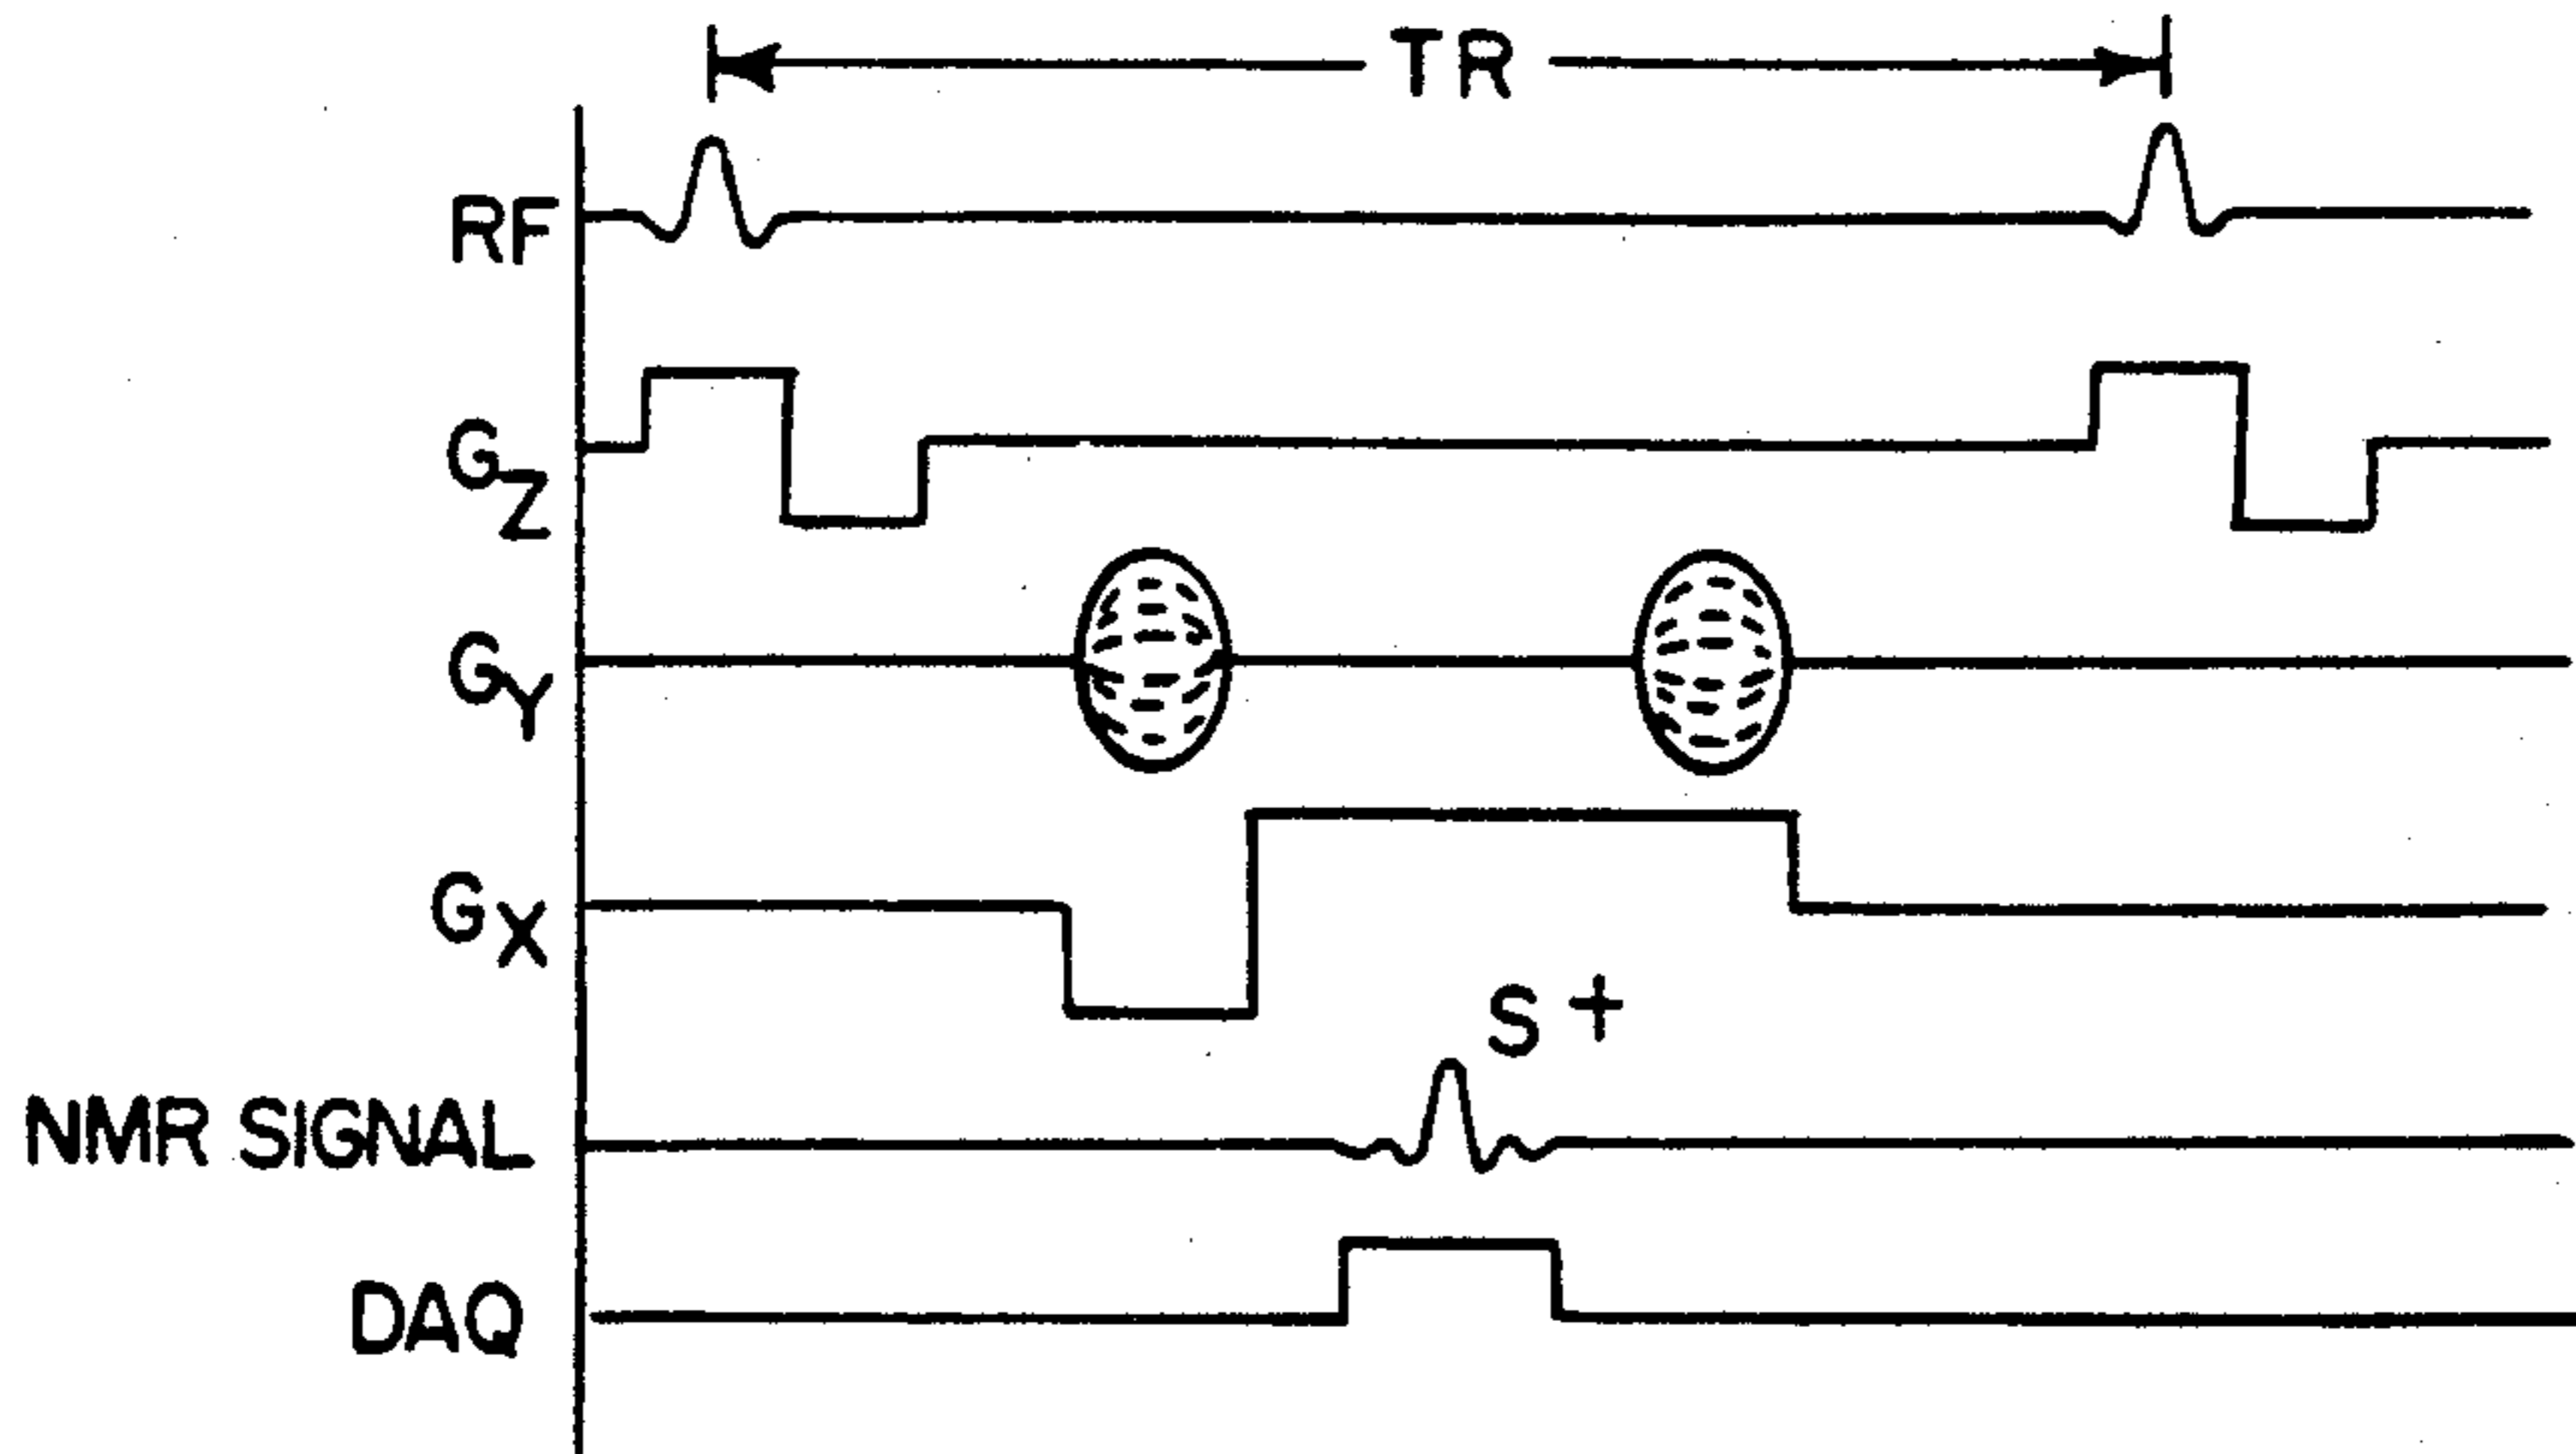 TR
RF
GZ
GY
GX
S+
NMR SIGNAL
DAQ